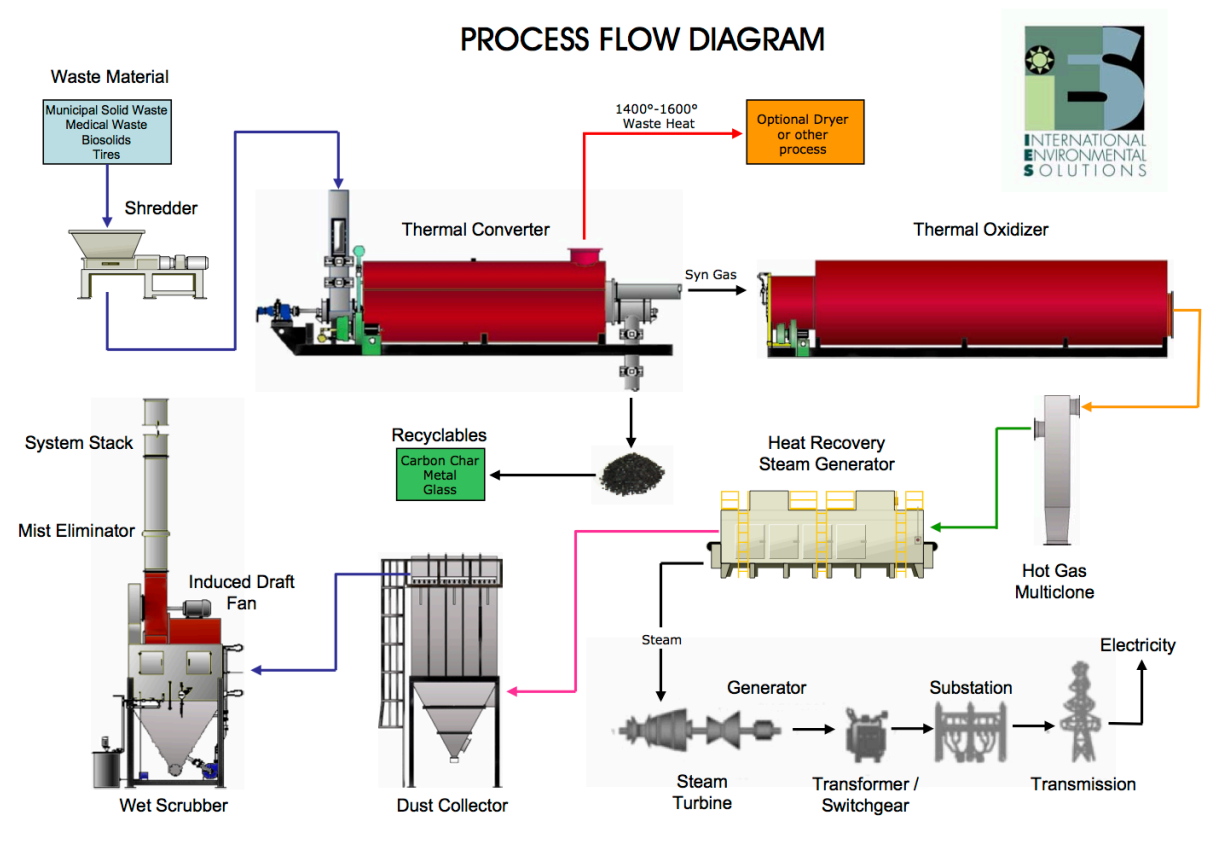 PROCESS FLOW DIAGRAM
Waste Material
Municipal Solid Waste
Medical Waste
Biosolids
Tires
Shredder
1400°-1600°
Waste Heat
Optional Dryer
or other
process
iES
INTERNATIONAL
ENVIRONMENTAL
SOLUTIONS
Thermal Converter
Syn Gas
Thermal Oxidizer
System Stack
Mist Eliminator
Induced Draft
Fan
Wet Scrubber
Recyclables
Carbon Char
Metal
Glass
Dust Collector
Heat Recovery
Steam Generator
Hot Gas
Multiclone
Steam
Generator
Substation
Electricity
Steam
Turbine
Transformer /
Switchgear
Transmission